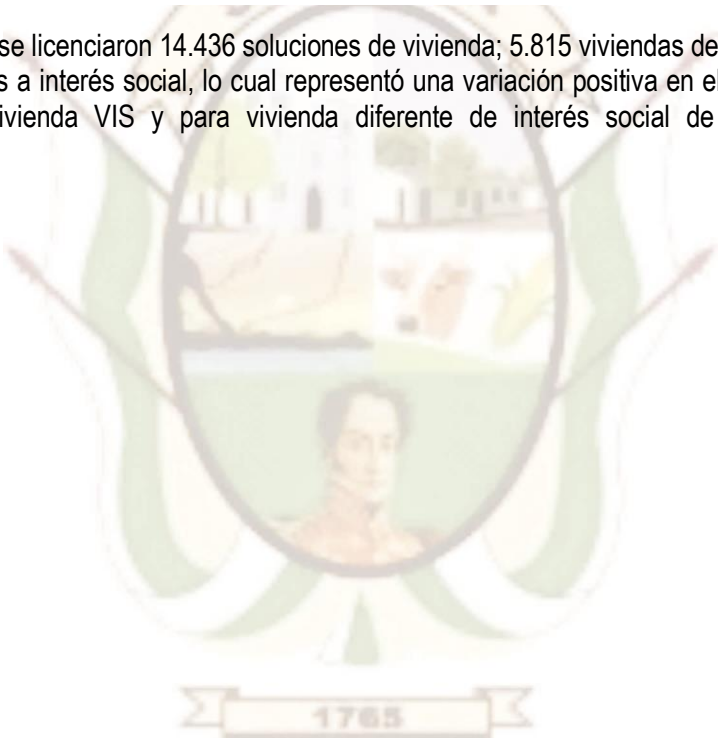 se licenciaron 14.436 soluciones de vivienda; 5.815 viviendas de
s a interés social, lo cual representó una variación positiva en el
vivienda VIS y para vivienda diferente de interés social de
1765